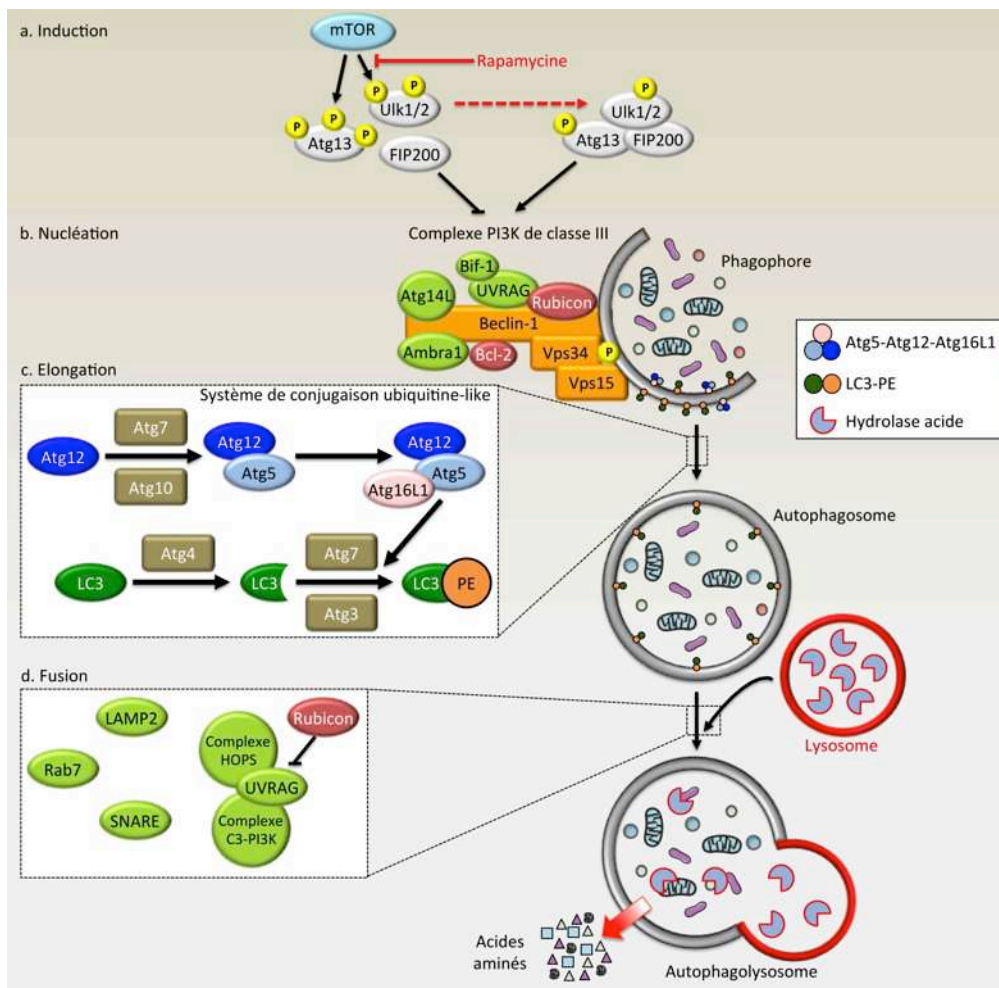 a. Induction
mTOR
Rapamycine
P
P
Ulk1/2
P
P
P
Atg13
FIP200
P
Ulk1/2
P
Atg13
FIP200
b. Nucléation
Complexe PI3K de classe III
Phagophore
Bif-1
Atg14L
UVRAG
Rubicon
Beclin-1
Ambra1
Bcl-2
Vps34
P
Vps15
Atg5-Atg12-Atg16L1
LC3-PE
Hydrolase acide
c. Elongation
Système de conjugaison ubiquitine-like
Atg7
Atg12
Atg10
Atg12
Atg5
Atg12
Atg5
Atg16L1
Atg4
LC3
LC3
Atg7
Atg3
LC3
PE
Autophagosome
Lysosome
d. Fusion
LAMP2
Rab7
SNARE
Rubicon
Complexe
HOPS
UVRAG
Complexe
C3-PI3K
Acides
aminés
Autophagolysosome